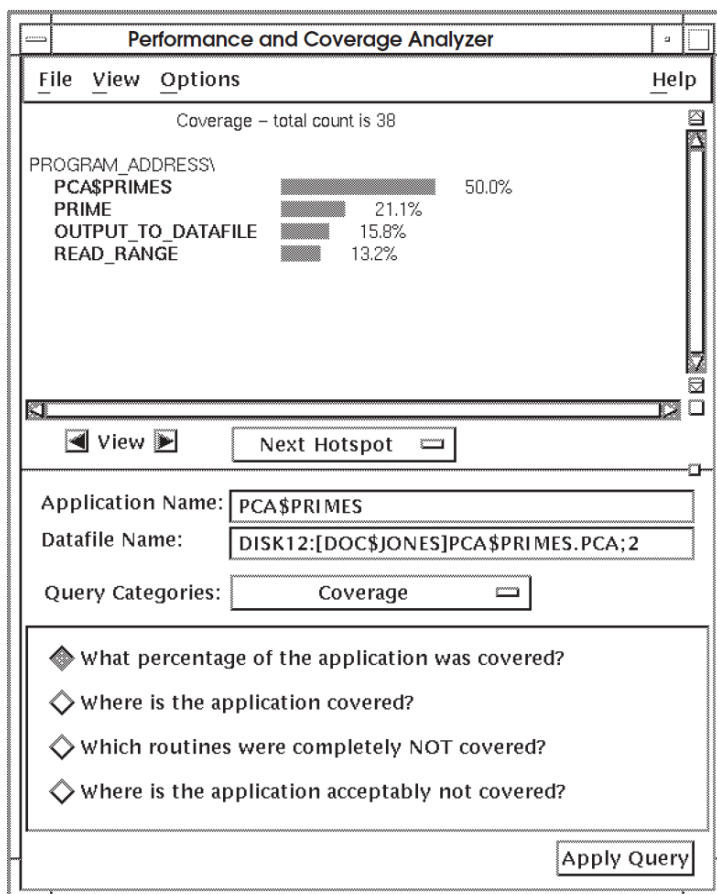 Performance and Coverage Analyzer
File View Options Help
Coverage – total count is 38
PROGRAM_ADDRESS\
PCA$PRIMES 50.0%
PRIME 21.1%
OUTPUT_TO_DATAFILE 15.8%
READ_RANGE 13.2%
View Next Hotspot
Application Name: PCA$PRIMES
Datafile Name: DISK12:[DOC$JONES]PCA$PRIMES.PCA;2
Query Categories: Coverage
What percentage of the application was covered?
Where is the application covered?
Which routines were completely NOT covered?
Where is the application acceptably not covered?
Apply Query